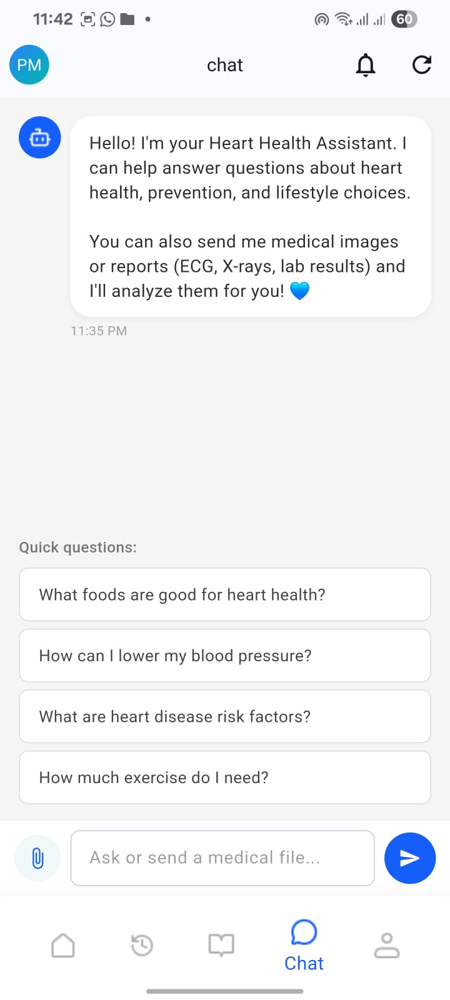 11:42
60
PM
chat
Hello! I'm your Heart Health Assistant. I
can help answer questions about heart
health, prevention, and lifestyle choices.
You can also send me medical images
or reports (ECG, X-rays, lab results) and
I'll analyze them for you! 💙
11:35 PM
Quick questions:
What foods are good for heart health?
How can I lower my blood pressure?
What are heart disease risk factors?
How much exercise do I need?
Ask or send a medical file...
Chat